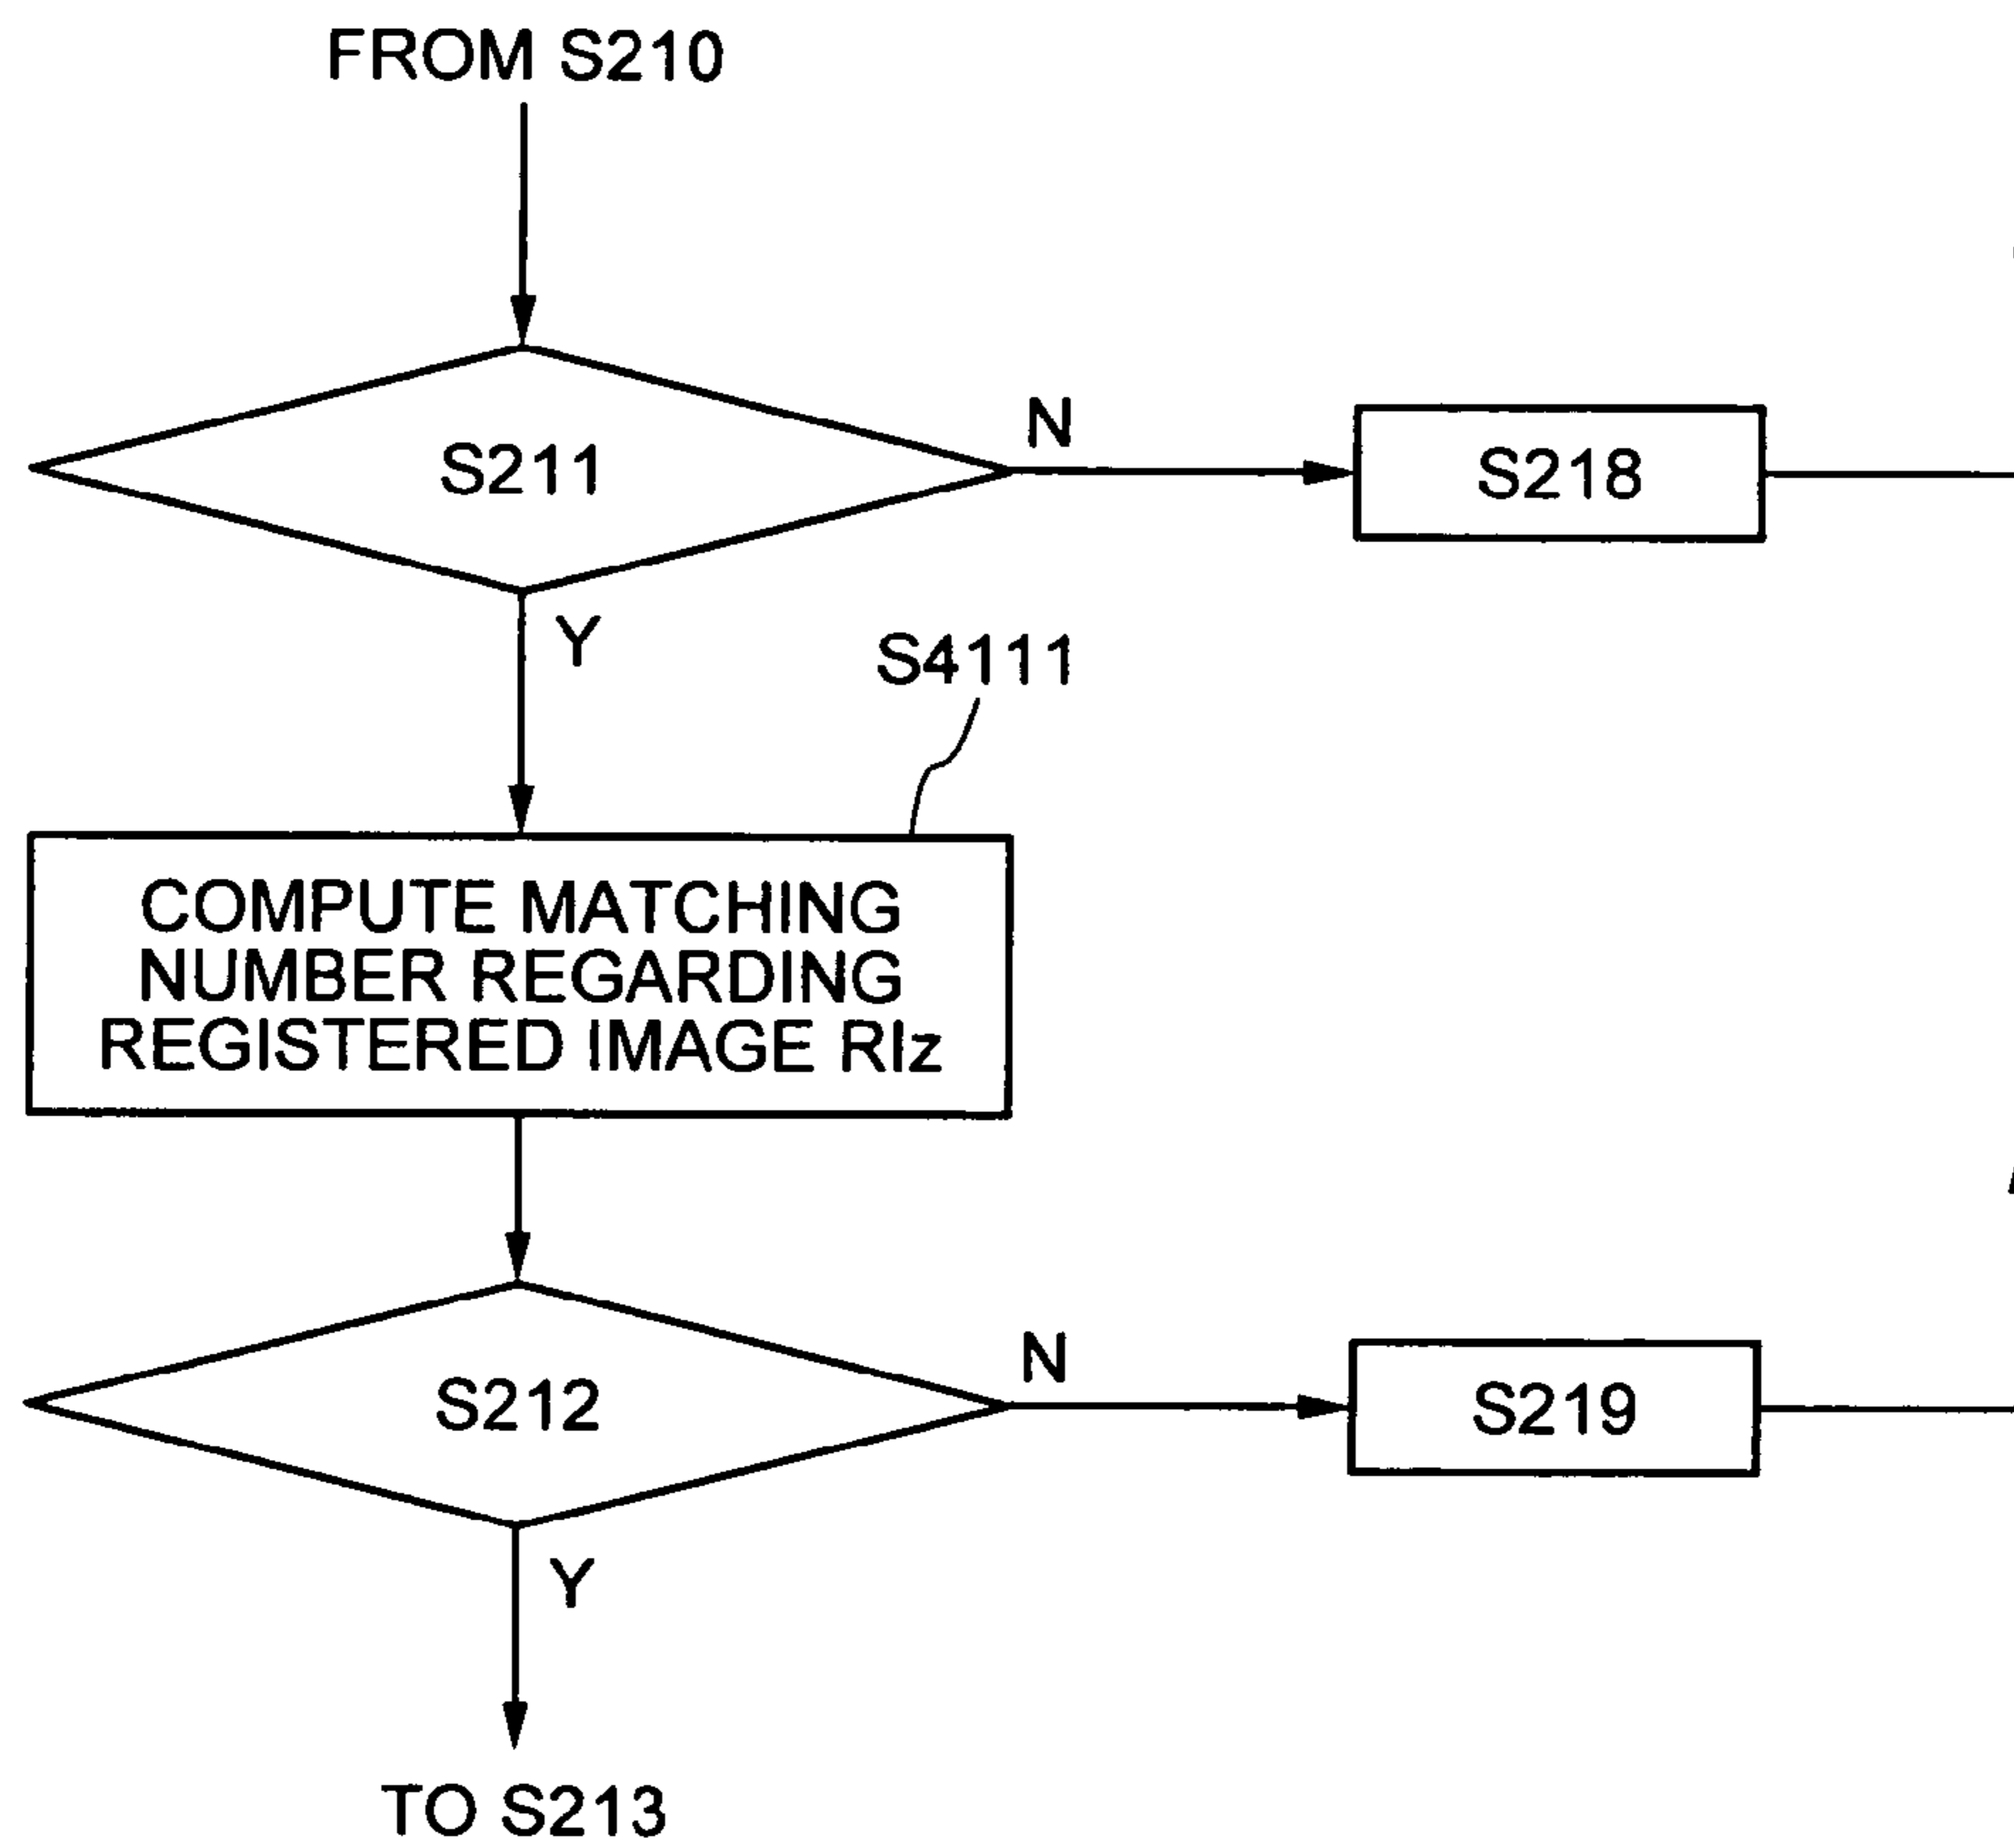 FROM S210
S211
N
S218
Y
S4111
COMPUTE MATCHING
NUMBER REGARDING
REGISTERED IMAGE RIz
S212
N
S219
Y
TO S213